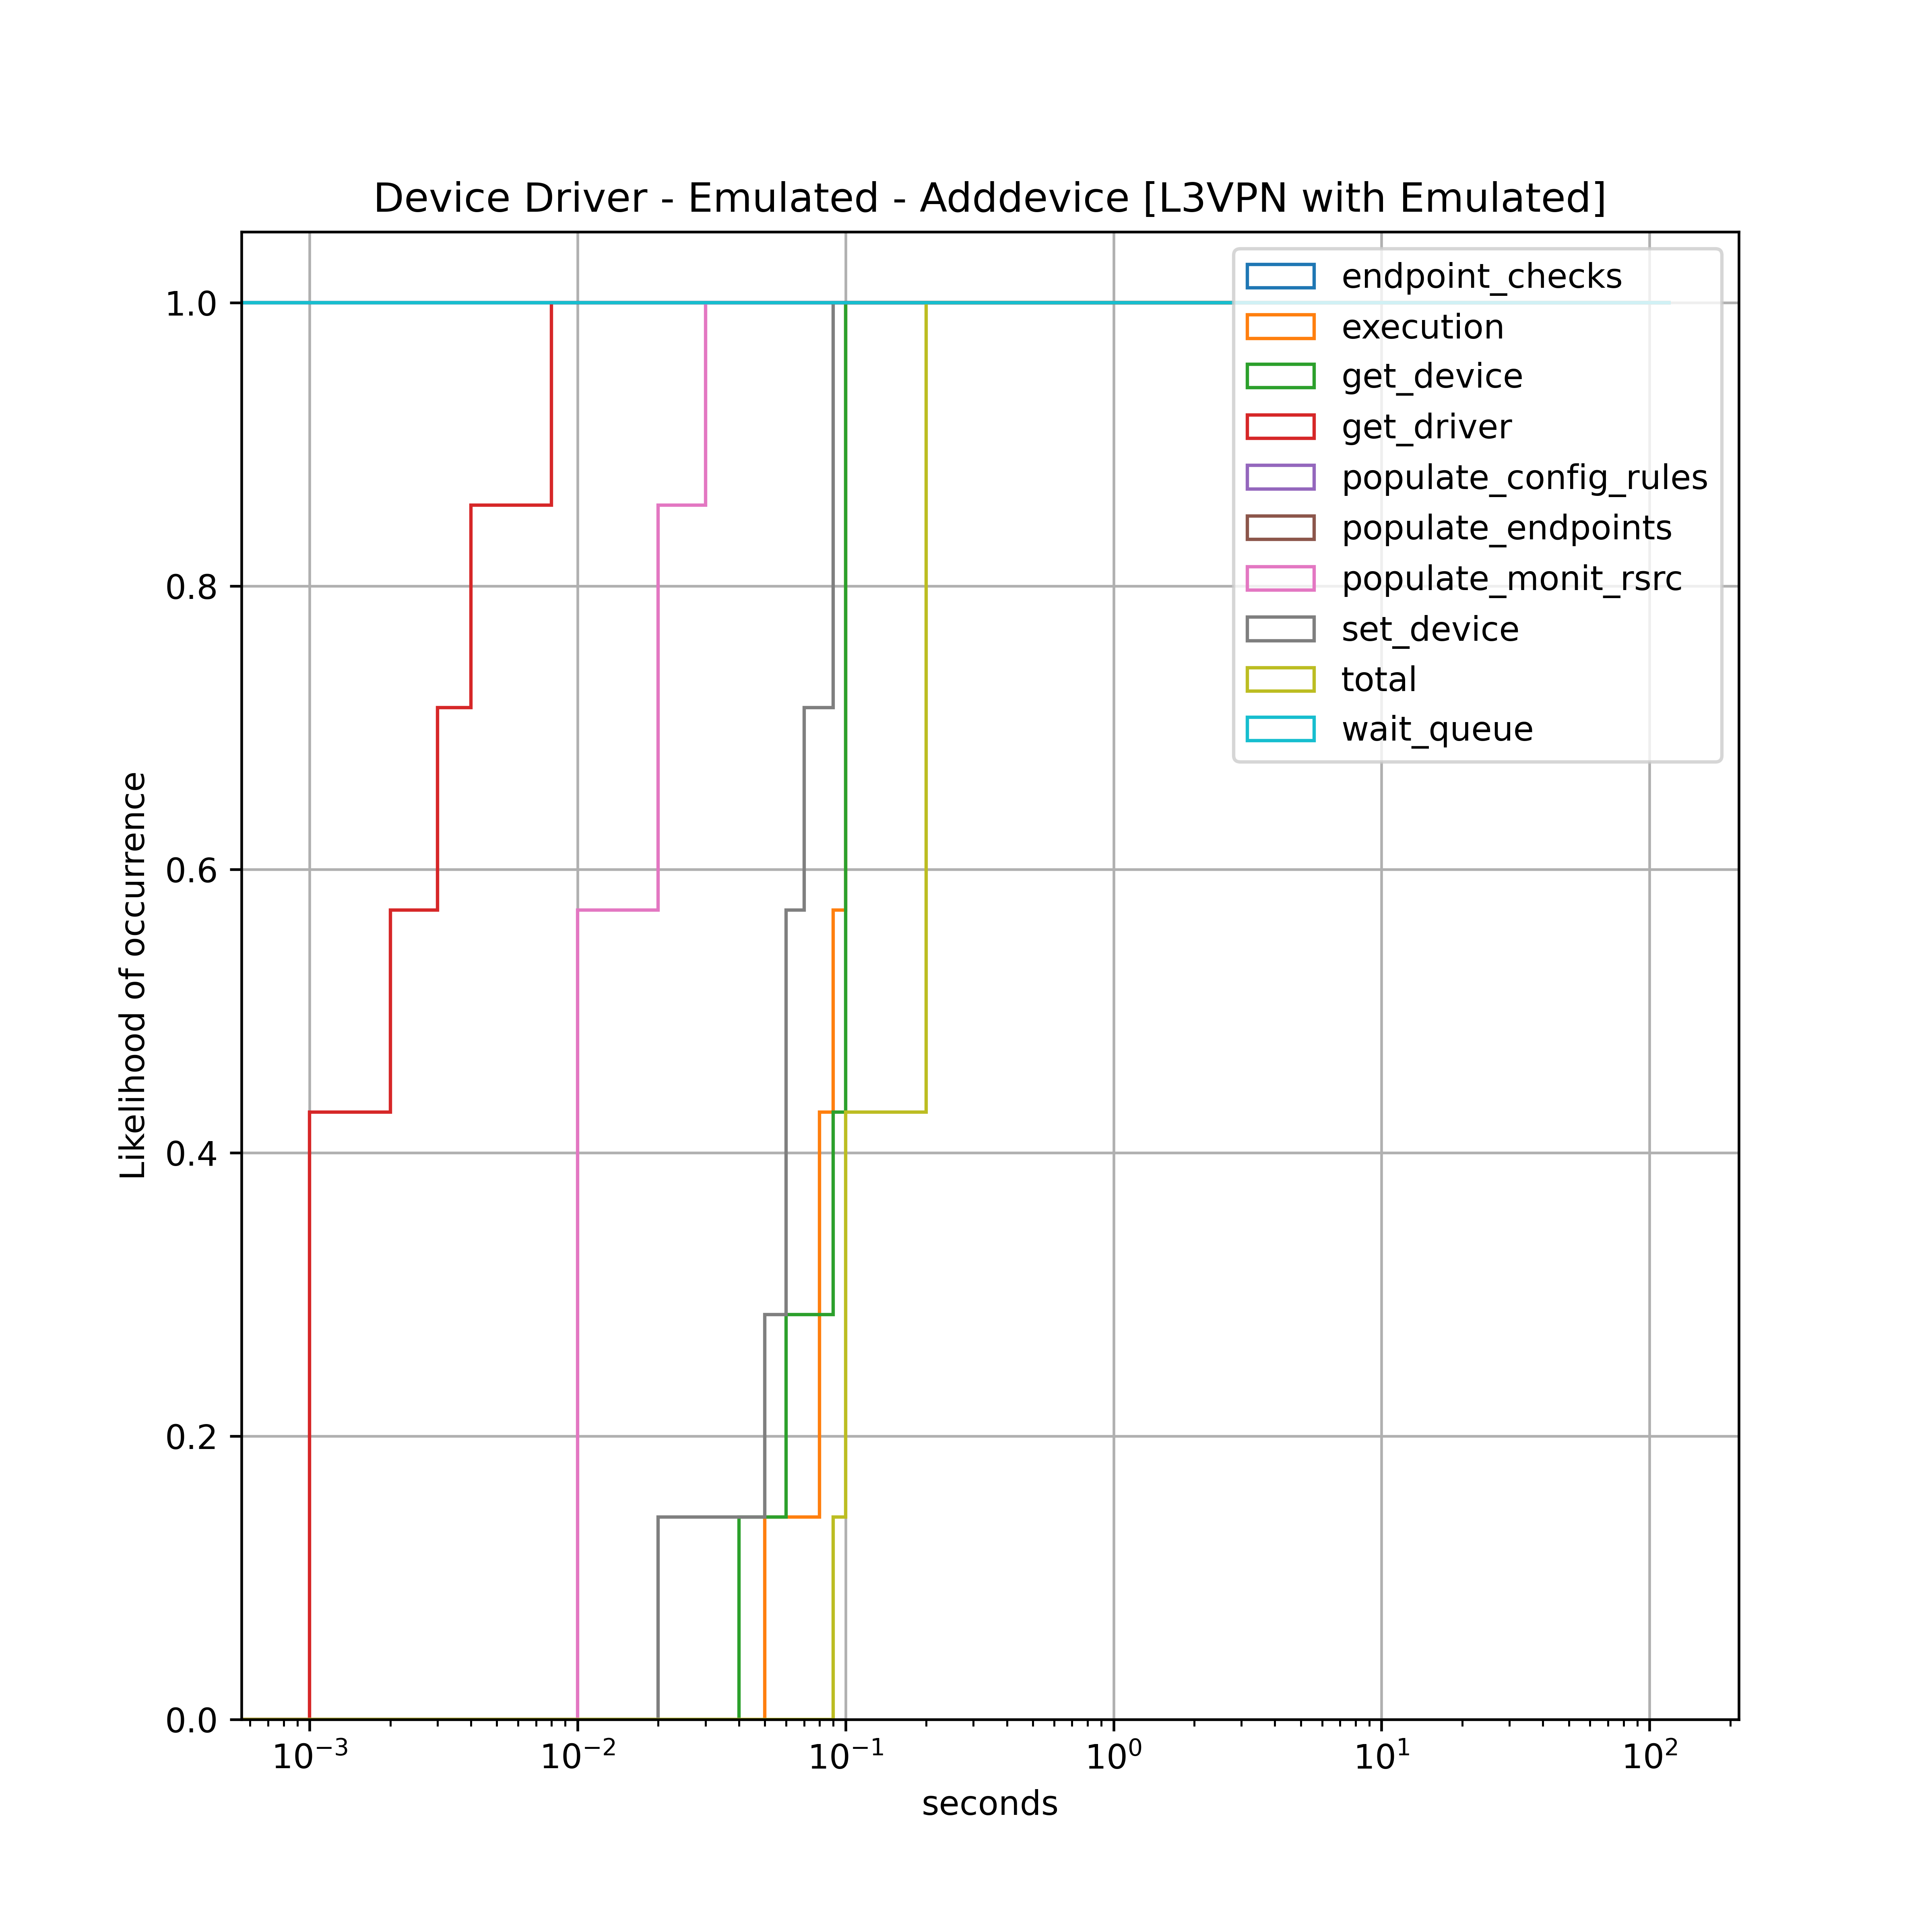 Device Driver - Emulated - Adddevice [L3VPN with Emulated]
endpoint_checks
execution
get_device
get_driver
populate_config_rules
populate_endpoints
populate_monit_rsrc
set_device
total
wait_queue
Likelihood of occurrence
1.0
0.8
0.6
0.4
0.2
0.0
10⁻³ 10⁻² 10⁻¹ 10⁰ 10¹ 10²
seconds